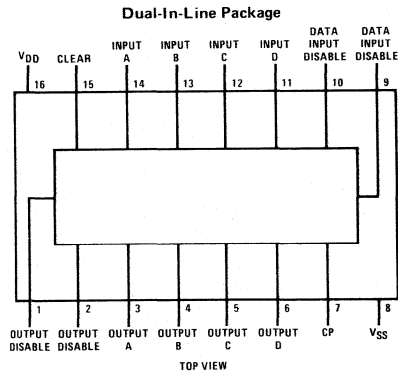 Dual-In-Line Package
VDD
CLEAR
INPUT
A
INPUT
B
INPUT
C
INPUT
D
DATA
INPUT
DISABLE
DATA
INPUT
DISABLE
16
15
14
13
12
11
10
9
1
2
3
4
5
6
7
8
OUTPUT
DISABLE
OUTPUT
DISABLE
OUTPUT
A
OUTPUT
B
OUTPUT
C
OUTPUT
D
CP
VSS
TOP VIEW